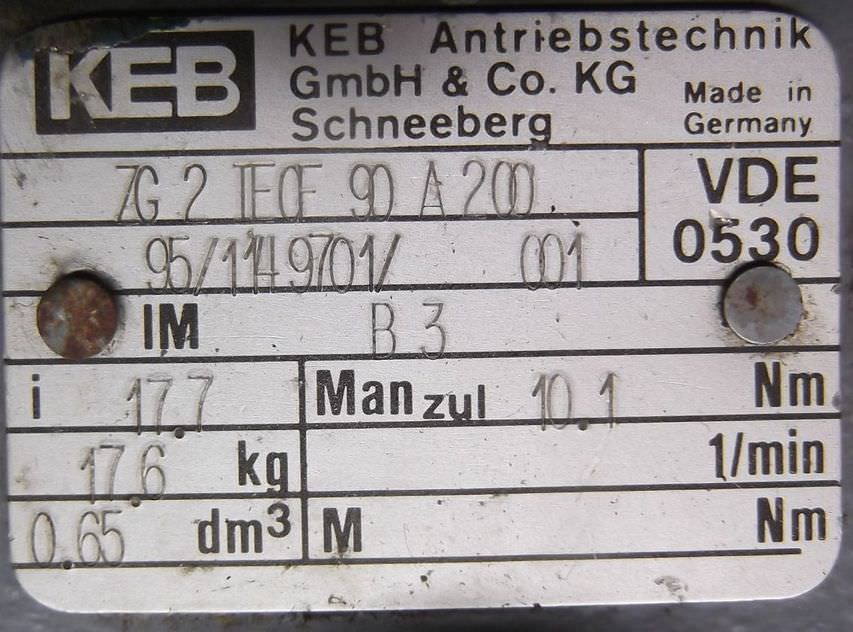 KEB
KEB Antriebstechnik
GmbH & Co. KG
Schneeberg
Made in
Germany
ZG 2 TEOF 90 A 200.
VDE
0530
95/1149701/ 001
IM B 3
i 17.7
Man zul 10.1 Nm
17.6 kg
1/min
0.65 dm³
M Nm